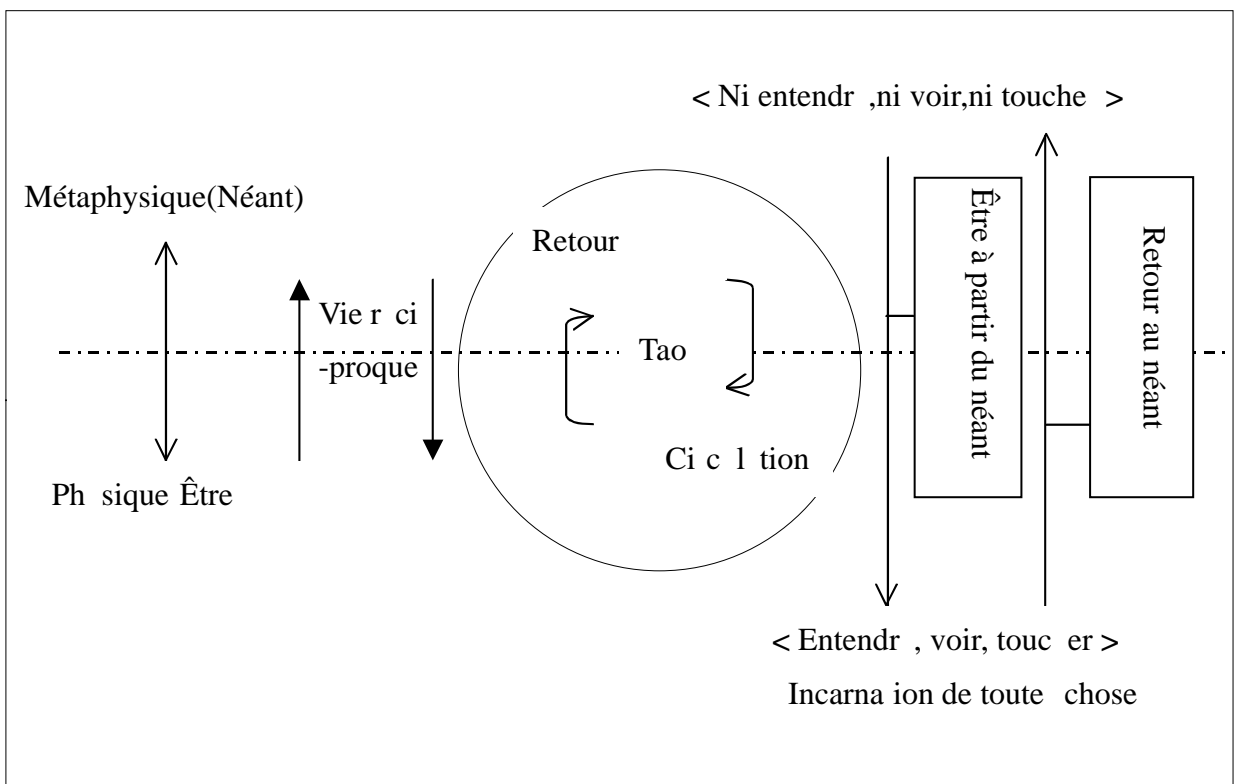 < Ni entendr ,ni voir,ni touche >
Métaphysique(Néant)
Retour
Vie r ci
-proque
Tao
Ci c l tion
Ph sique Être
Être à partir du néant
Retour au néant
< Entendr , voir, touc er >
Incarna ion de toute chose